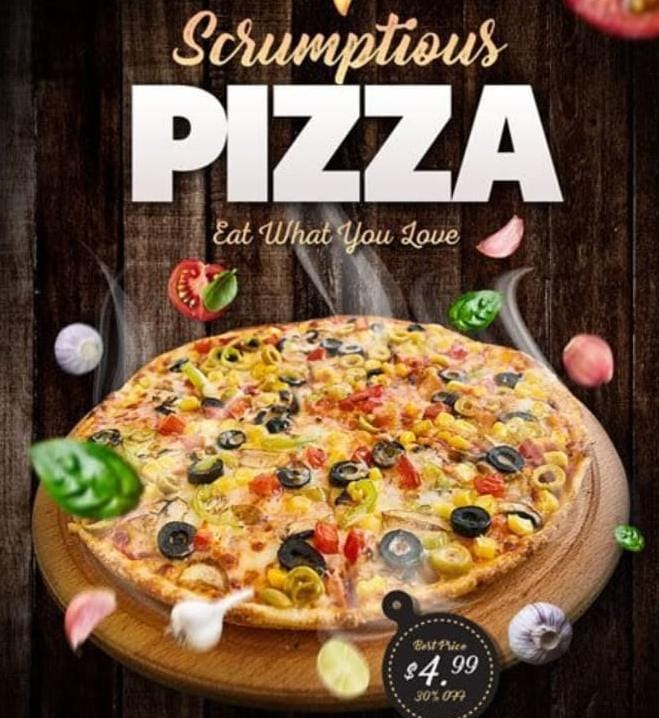 Scrumptious
PIZZA
Eat What You Love
Best Price
$4.99
30% OFF